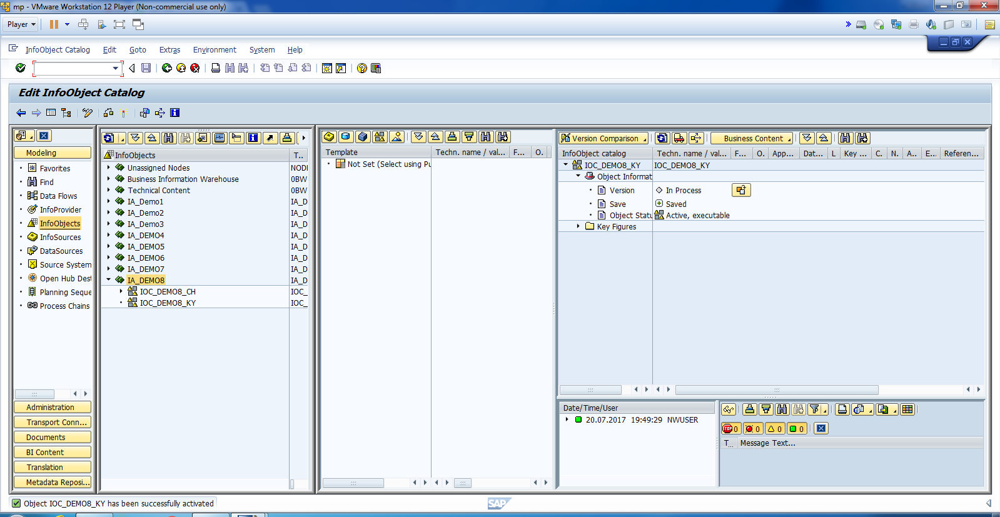 mp - VMware Workstation 12 Player (Non-commercial use only)
Player
InfoObject Catalog Edit Goto Extras Environment System Help
Edit InfoObject Catalog
Modeling
Favorites
Find
Data Flows
InfoProvider
InfoObjects
InfoSources
DataSources
Source System
Open Hub Dest
Planning Seque
Process Chains
Administration
Transport Conn...
Documents
BI Content
Translation
Metadata Reposi...
InfoObjects T..
Unassigned Nodes NODE
Business Information Warehouse 0BW
Technical Content 0BW
IA_Demo1 IA_D
IA_Demo2 IA_D
IA_Demo3 IA_D
IA_DEMO4 IA_D
IA_DEMO5 IA_D
IA_DEMO6 IA_D
IA_DEMO7 IA_D
IA_DEMO8 IA_D
IOC_DEMO8_CH IOC_
IOC_DEMO8_KY IOC_
Template Techn. name / val... F... O.
Not Set (Select using Pu
Version Comparison Business Content
InfoObject catalog Techn. name / val... F... O. App... Dat... L Key ... C. N. A.. E... Referen...
IOC_DEMO8_KY IOC_DEMO8_KY
Object Informat
Version In Process
Save Saved
Object Statu Active, executable
Key Figures
Date/Time/User
20.07.2017 19:49:29 NWUSER
STOP 0 0 0 0
T... Message Text...
Object IOC_DEMO8_KY has been successfully activated
SAP